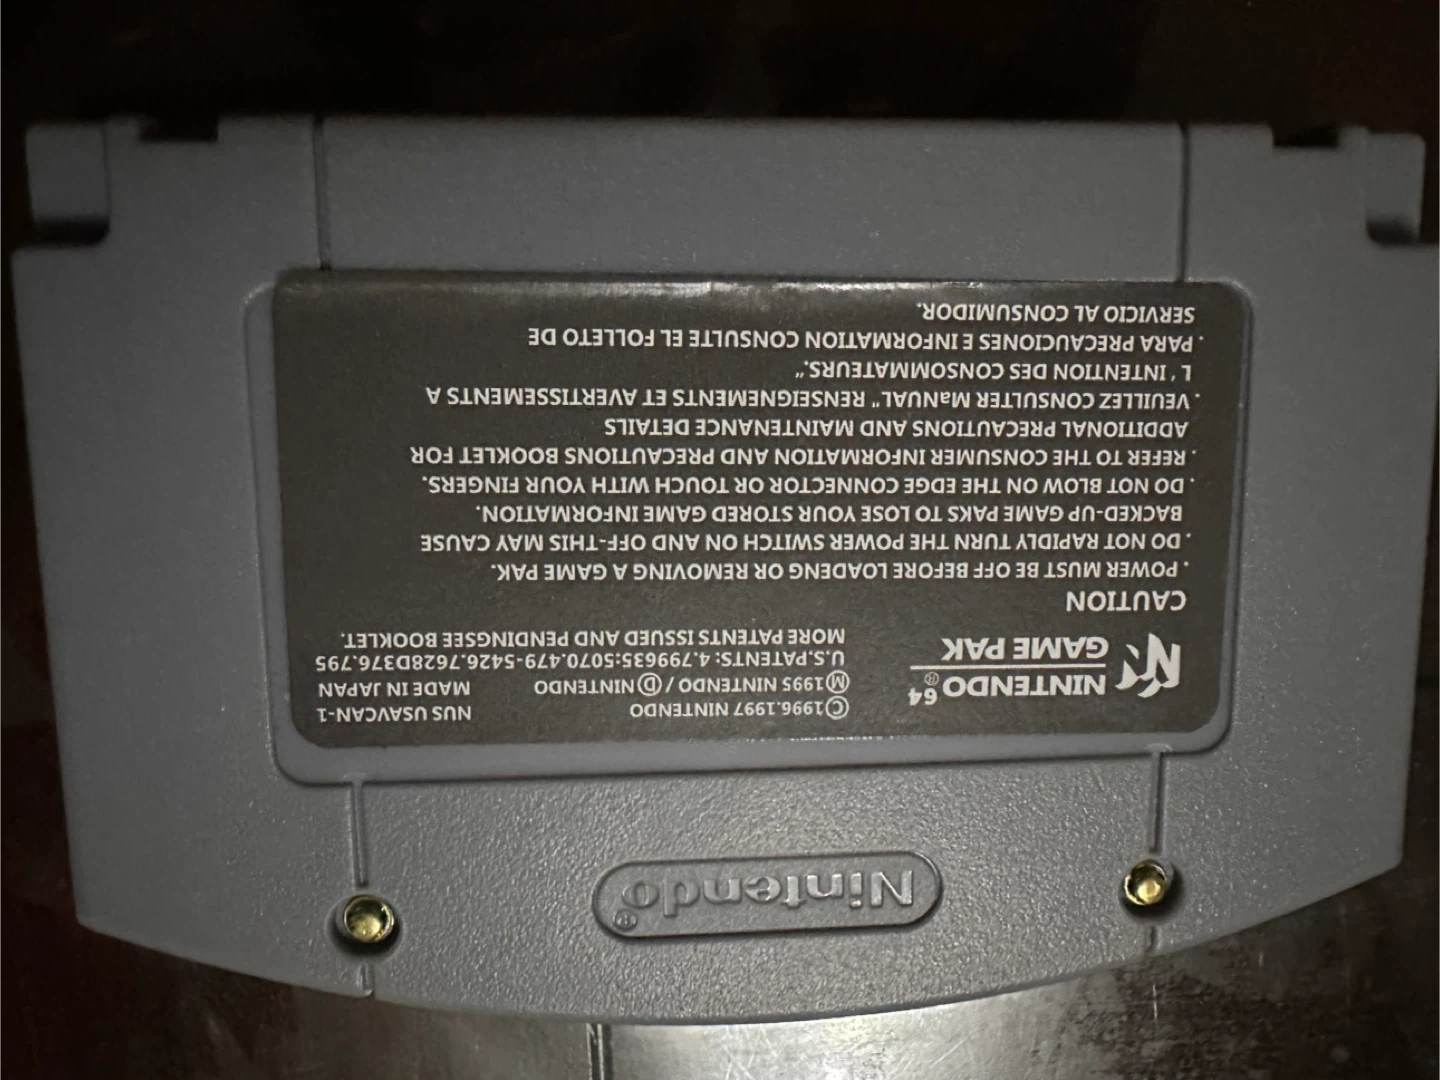 NINTENDO 64®
GAME PAK
©1996.1997 NINTENDO
NUS USAVCAN-1
Ⓜ1995 NINTENDO / Ⓓ NINTENDO
MADE IN JAPAN
U.S.PATENTS: 4.799635:5070.479-5426.7628D376.795
MORE PATENTS ISSUED AND PENDINGSEE BOOKLET.
CAUTION
· POWER MUST BE OFF BEFORE LOADENG OR REMOVING A GAME PAK.
· DO NOT RAPIDLY TURN THE POWER SWITCH ON AND OFF-THIS MAY CAUSE
BACKED-UP GAME PAKS TO LOSE YOUR STORED GAME INFORMATION.
· DO NOT BLOW ON THE EDGE CONNECTOR OR TOUCH WITH YOUR FINGERS.
· REFER TO THE CONSUMER INFORMATION AND PRECAUTIONS BOOKLET FOR
ADDITIONAL PRECAUTIONS AND MAINTENANCE DETAILS
· VEUILLEZ CONSULTER MaNUAL" RENSEIGNEMENTS ET AVERTISSEMENTS A
L ' INTENTION DES CONSOMMATEURS."
· PARA PRECAUCIONES E INFORMATION CONSULTE EL FOLLETO DE
SERVICIO AL CONSUMIDOR.
Nintendo®